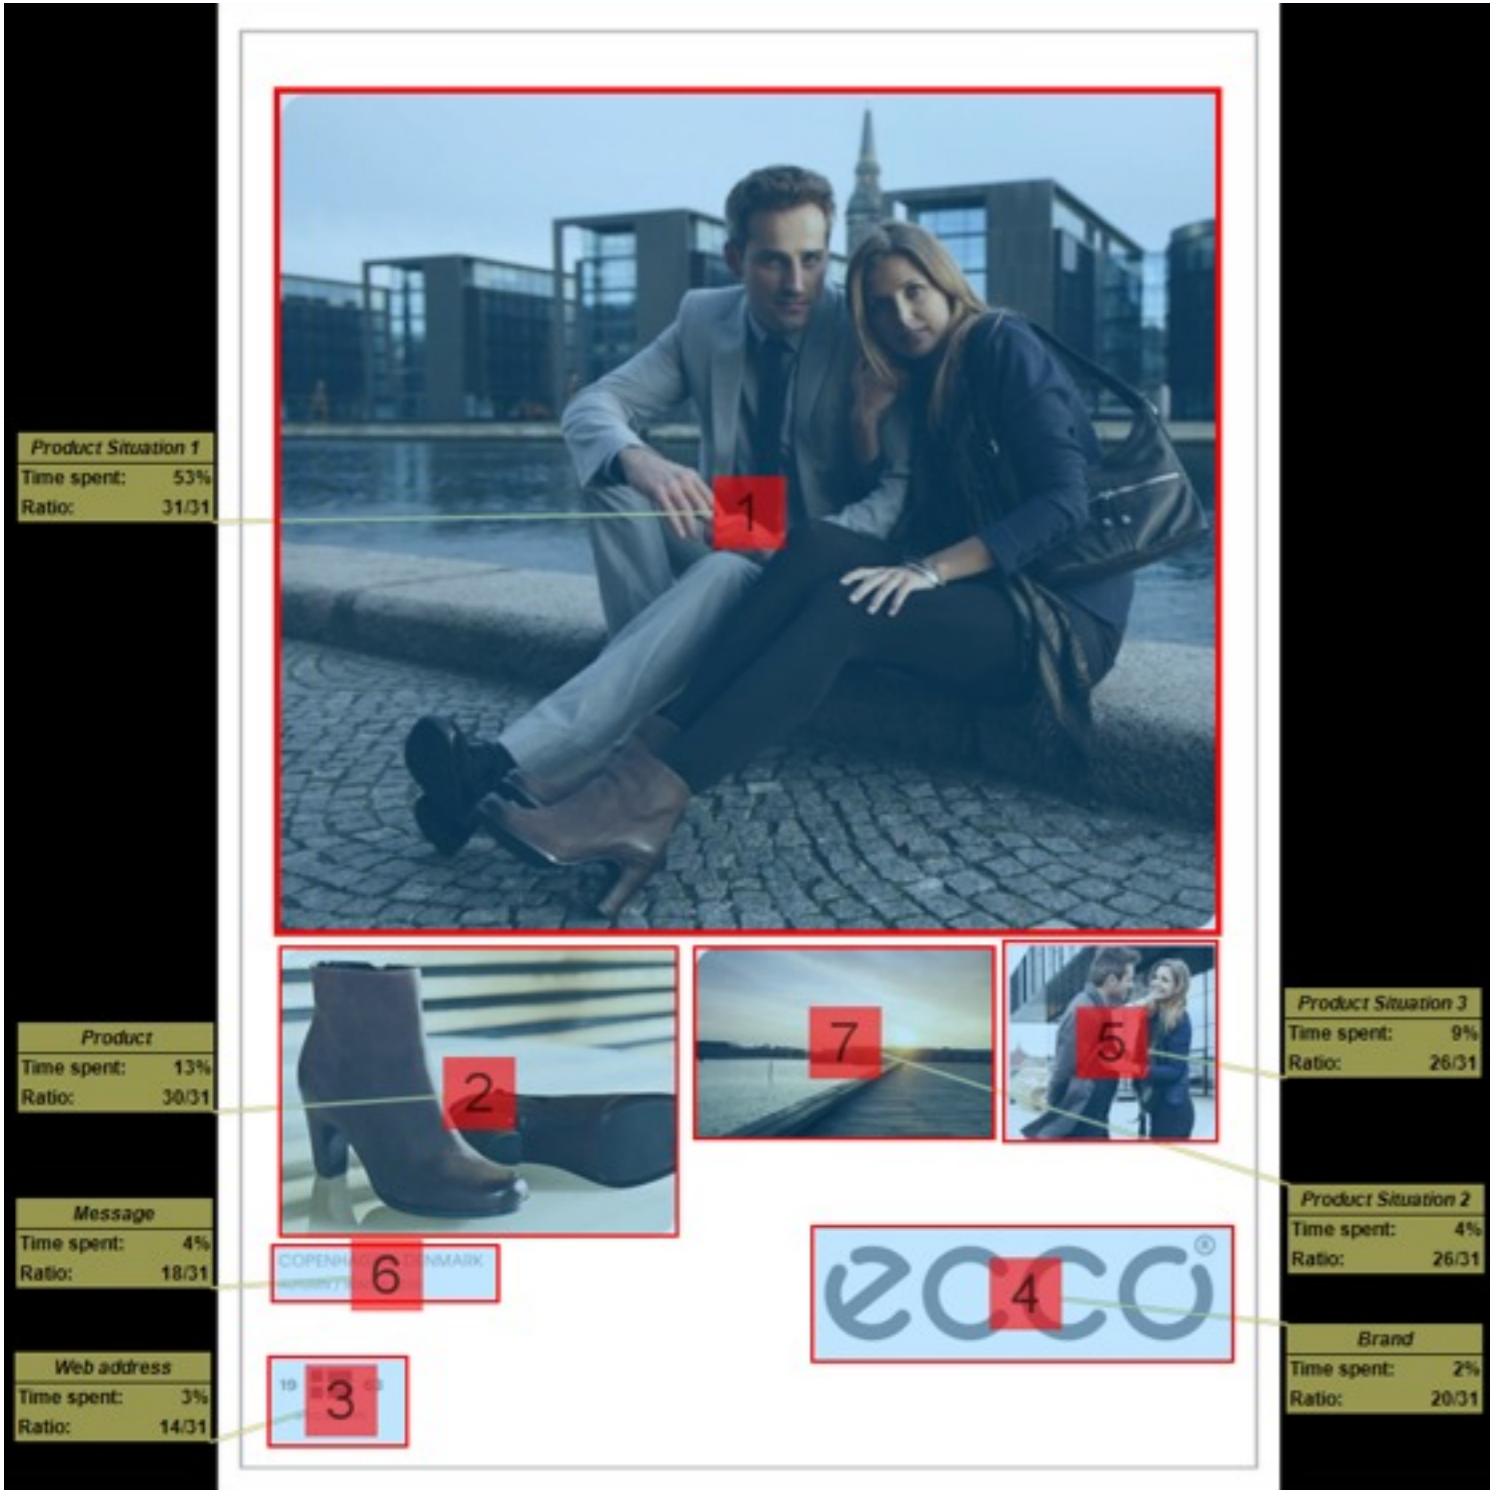 1
Product Situation 1
Time spent: 53%
Ratio: 31/31
2
7
5
Product
Time spent: 13%
Ratio: 30/31
Product Situation 3
Time spent: 9%
Ratio: 26/31
Message
Time spent: 4%
Ratio: 18/31
DENMARK
6
ecco®
4
Product Situation 2
Time spent: 4%
Ratio: 26/31
Web address
Time spent: 3%
Ratio: 14/31
19
3
Brand
Time spent: 2%
Ratio: 20/31